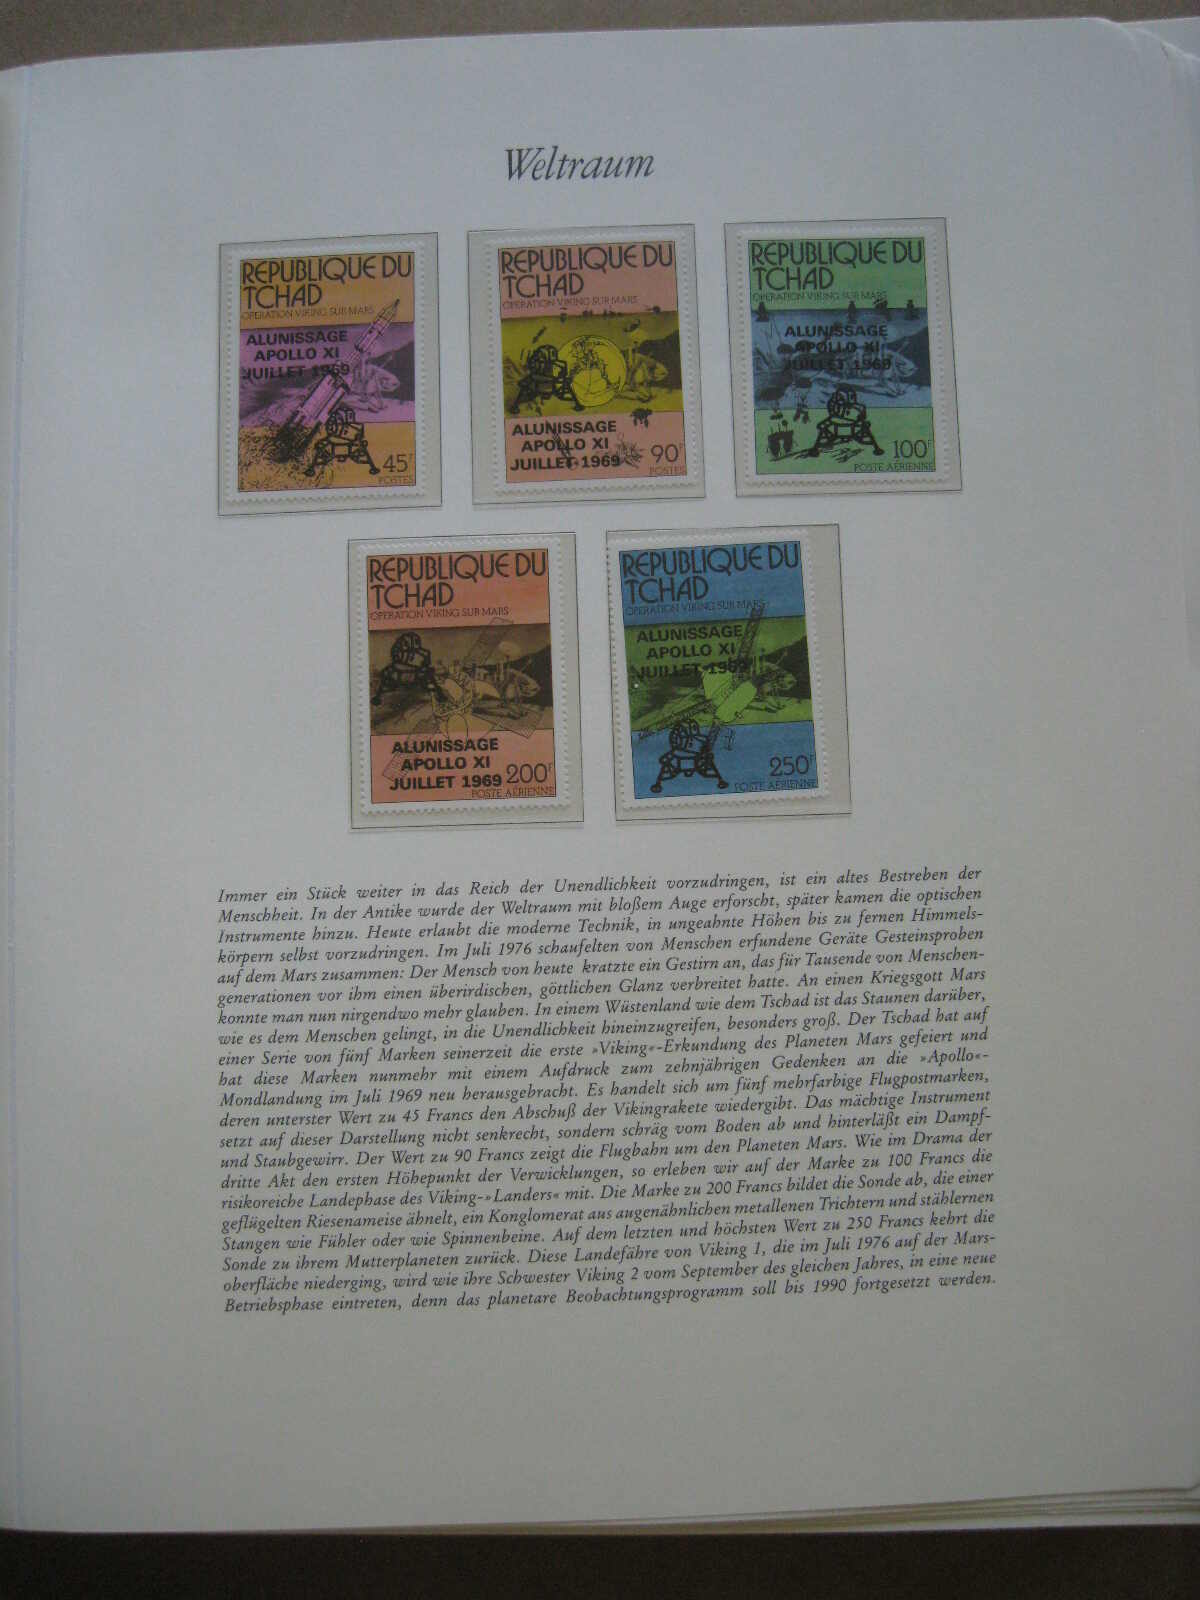 Weltraum
REPUBLIQUE DU
TCHAD
OPERATION VIKING SUR MARS
ALUNISSAGE
APOLLO XI
JUILLET 1969
45F
POSTES
REPUBLIQUE DU
TCHAD
OPERATION VIKING SUR MARS
ALUNISSAGE
APOLLO XI
JUILLET 1969
90F
POSTES
REPUBLIQUE DU
TCHAD
OPERATION VIKING SUR MARS
ALUNISSAGE
APOLLO XI
JUILLET 1969
100F
POSTE AÉRIENNE
REPUBLIQUE DU
TCHAD
OPERATION VIKING SUR MARS
ALUNISSAGE
APOLLO XI
JUILLET 1969
200F
POSTE AÉRIENNE
REPUBLIQUE DU
TCHAD
OPERATION VIKING SUR MARS
ALUNISSAGE
APOLLO XI
JUILLET 1969
250F
POSTE AÉRIENNE
Immer ein Stück weiter in das Reich der Unendlichkeit vorzudringen, ist ein altes Bestreben der
Menschheit. In der Antike wurde der Weltraum mit bloßem Auge erforscht, später kamen die optischen
Instrumente hinzu. Heute erlaubt die moderne Technik, in ungeahnte Höhen bis zu fernen Himmels-
körpern selbst vorzudringen. Im Juli 1976 schaufelten von Menschen erfundene Geräte Gesteinsproben
auf dem Mars zusammen: Der Mensch von heute kratzte ein Gestirn an, das für Tausende von Menschen-
generationen vor ihm einen überirdischen, göttlichen Glanz verbreitet hatte. An einen Kriegsgott Mars
konnte man nun nirgendwo mehr glauben. In einem Wüstenland wie dem Tschad ist das Staunen darüber,
wie es dem Menschen gelingt, in die Unendlichkeit hineinzugreifen, besonders groß. Der Tschad hat auf
einer Serie von fünf Marken seinerzeit die erste »Viking«-Erkundung des Planeten Mars gefeiert und
hat diese Marken nunmehr mit einem Aufdruck zum zehnjährigen Gedenken an die »Apollo«-
Mondlandung im Juli 1969 neu herausgebracht. Es handelt sich um fünf mehrfarbige Flugpostmarken,
deren unterster Wert zu 45 Francs den Abschuß der Vikingrakete wiedergibt. Das mächtige Instrument
setzt auf dieser Darstellung nicht senkrecht, sondern schräg vom Boden ab und hinterläßt ein Dampf-
und Staubgewirr. Der Wert zu 90 Francs zeigt die Flugbahn um den Planeten Mars. Wie im Drama der
dritte Akt den ersten Höhepunkt der Verwicklungen, so erleben wir auf der Marke zu 100 Francs die
risikoreiche Landephase des Viking-»Landers« mit. Die Marke zu 200 Francs bildet die Sonde ab, die einer
geflügelten Riesenameise ähnelt, ein Konglomerat aus augenähnlichen metallenen Trichtern und stählernen
Stangen wie Fühler oder wie Spinnenbeine. Auf dem letzten und höchsten Wert zu 250 Francs kehrt die
Sonde zu ihrem Mutterplaneten zurück. Diese Landefähre von Viking 1, die im Juli 1976 auf der Mars-
oberfläche niederging, wird wie ihre Schwester Viking 2 vom September des gleichen Jahres, in eine neue
Betriebsphase eintreten, denn das planetare Beobachtungsprogramm soll bis 1990 fortgesetzt werden.